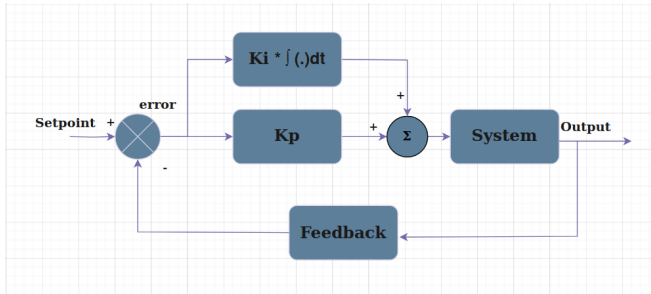 Ki * ∫ (.)dt
error
+
Setpoint
+
+
Kp
Σ
System
Output
-
Feedback